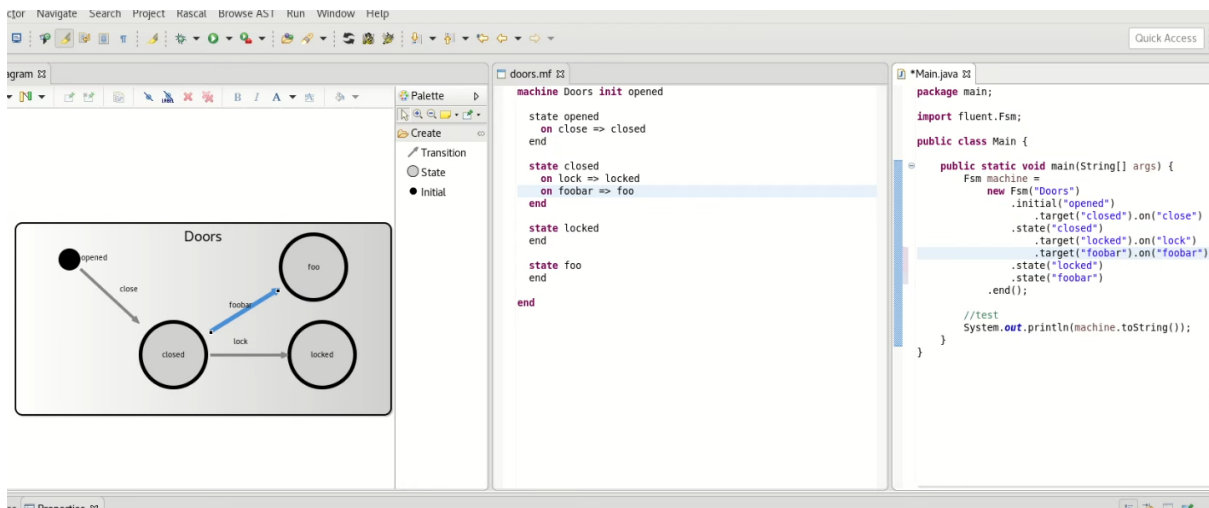 ctor Navigate Search Project Rascal Browse AST Run Window Help
Quick Access
agram
B I A
Palette
Create
Transition
State
Initial
Doors
opened
close
closed
foobar
foo
lock
locked
doors.mf
machine Doors init opened
state opened
on close => closed
end
state closed
on lock => locked
on foobar => foo
end
state locked
end
state foo
end
end
*Main.java
package main;
import fluent.Fsm;
public class Main {
public static void main(String[] args) {
Fsm machine =
new Fsm("Doors")
.initial("opened")
.target("closed").on("close")
.state("closed")
.target("locked").on("lock")
.target("foobar").on("foobar")
.state("locked")
.state("foobar")
.end();
//test
System.out.println(machine.toString());
}
}
Properties